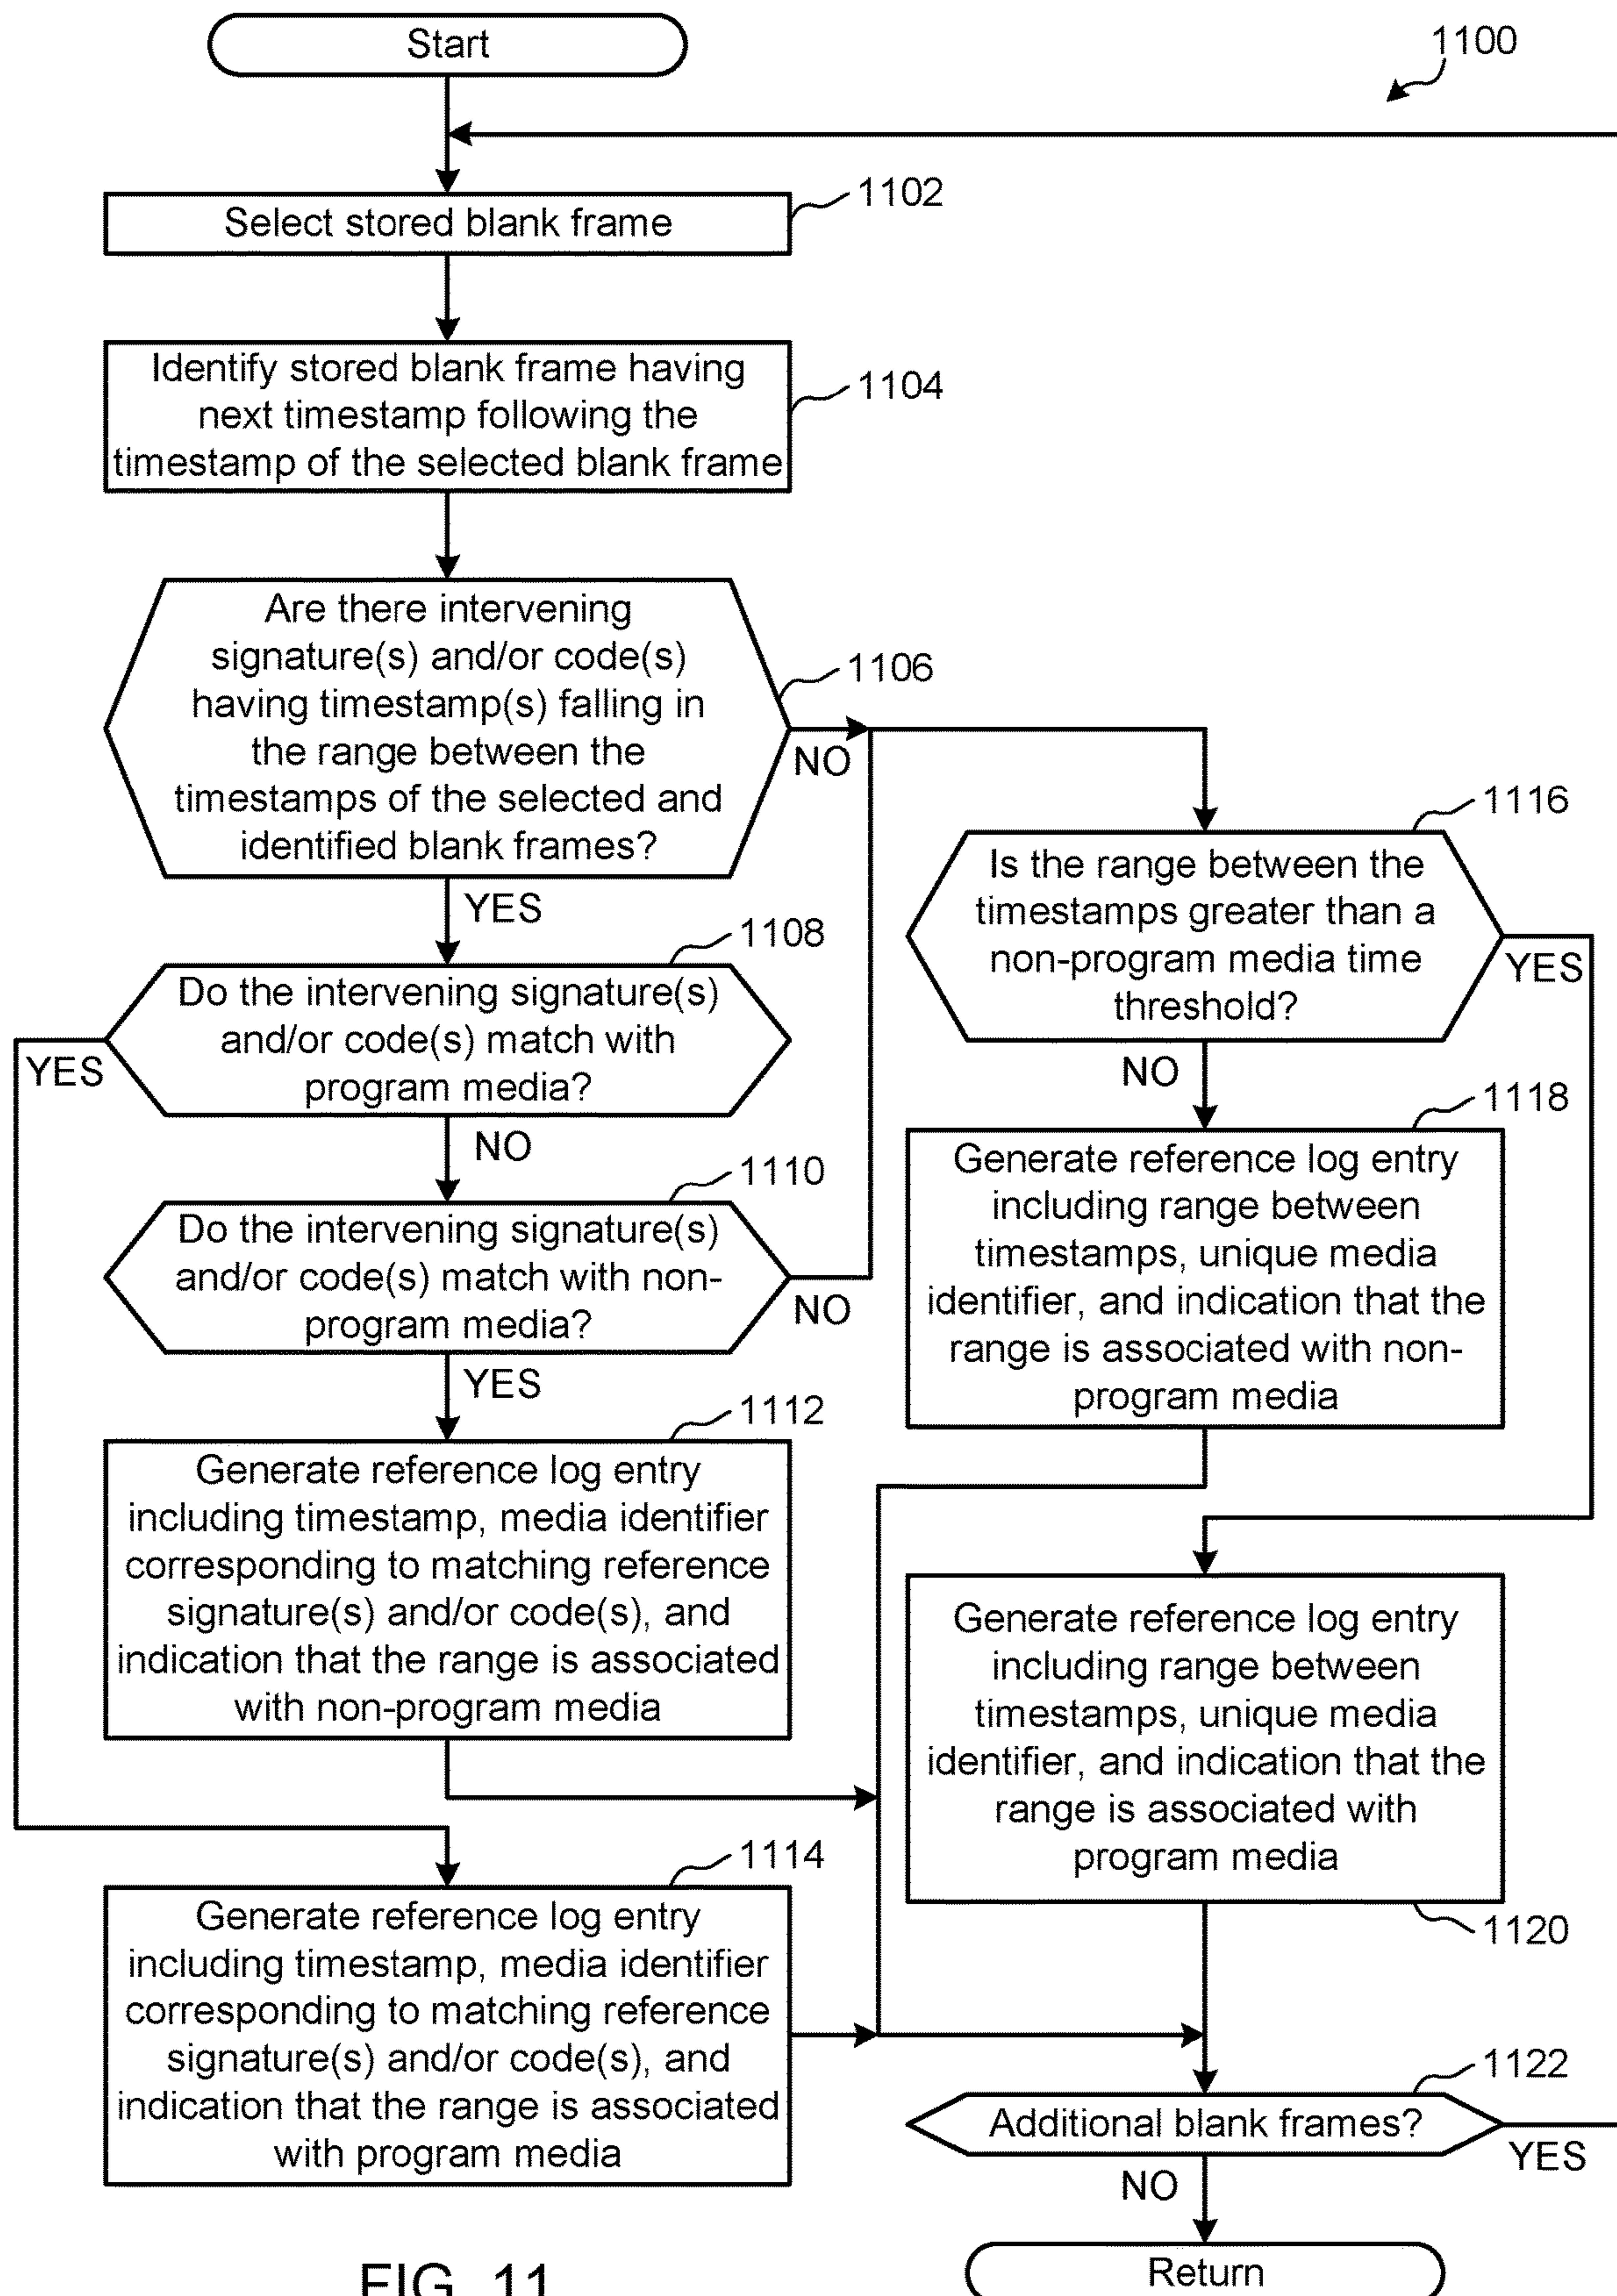 Start
1100
1102
Select stored blank frame
1104
Identify stored blank frame having
next timestamp following the
timestamp of the selected blank frame
1106
Are there intervening
signature(s) and/or code(s)
having timestamp(s) falling in
the range between the
timestamps of the selected and
identified blank frames?
NO
YES
1108
Do the intervening signature(s)
and/or code(s) match with
program media?
YES
NO
1110
Do the intervening signature(s)
and/or code(s) match with non-
program media?
NO
YES
1112
Generate reference log entry
including timestamp, media identifier
corresponding to matching reference
signature(s) and/or code(s), and
indication that the range is associated
with non-program media
1114
Generate reference log entry
including timestamp, media identifier
corresponding to matching reference
signature(s) and/or code(s), and
indication that the range is associated
with program media
1116
Is the range between the
timestamps greater than a
non-program media time
threshold?
YES
NO
1118
Generate reference log entry
including range between
timestamps, unique media
identifier, and indication that the
range is associated with non-
program media
Generate reference log entry
including range between
timestamps, unique media
identifier, and indication that the
range is associated with
program media
1120
1122
Additional blank frames?
YES
NO
Return
FIG. 11